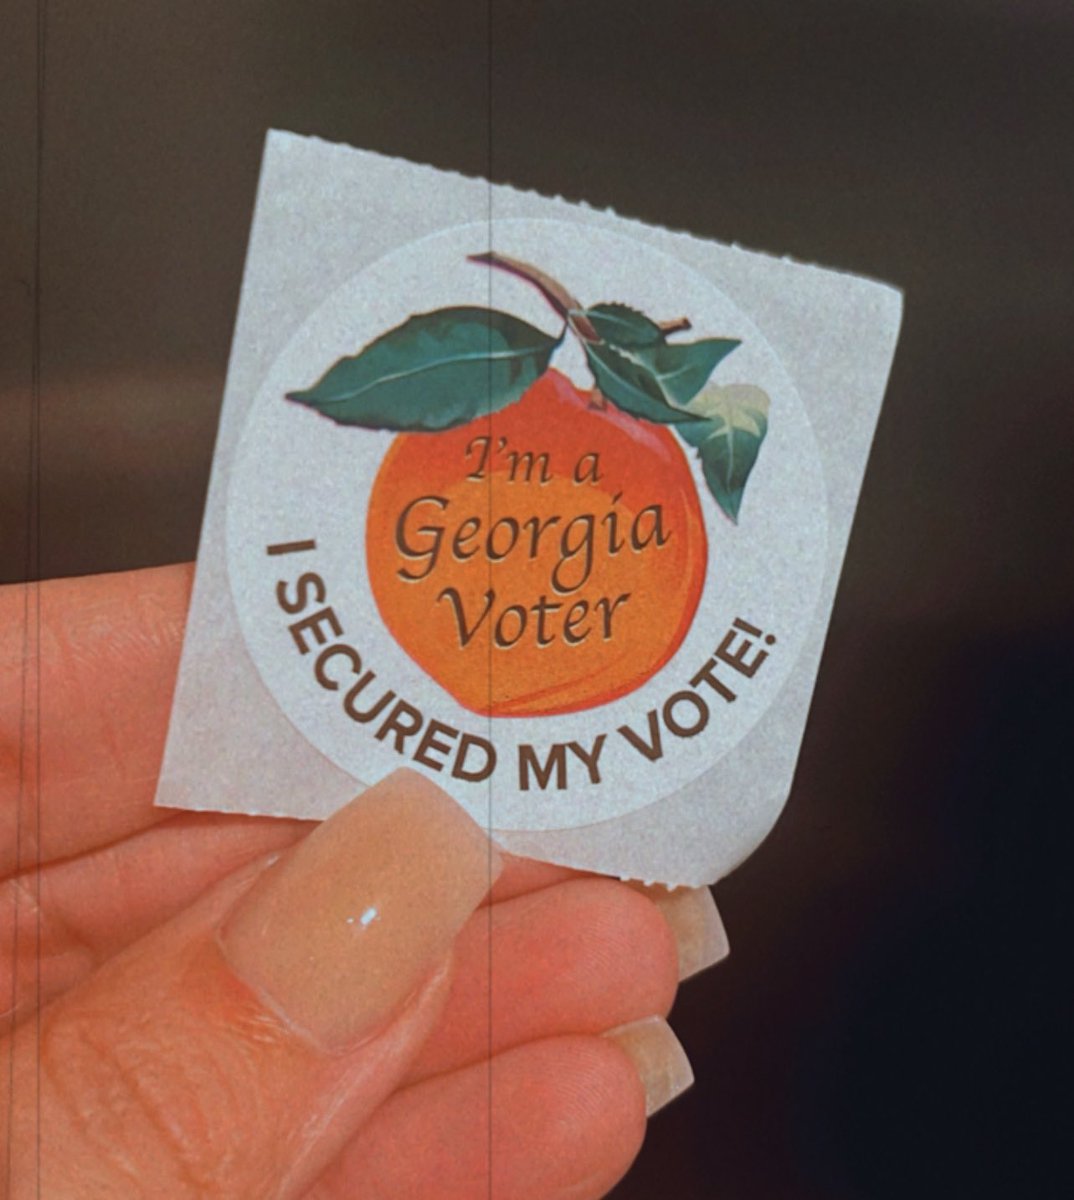 I'm a
Georgia
Voter
I SECURED MY VOTE!